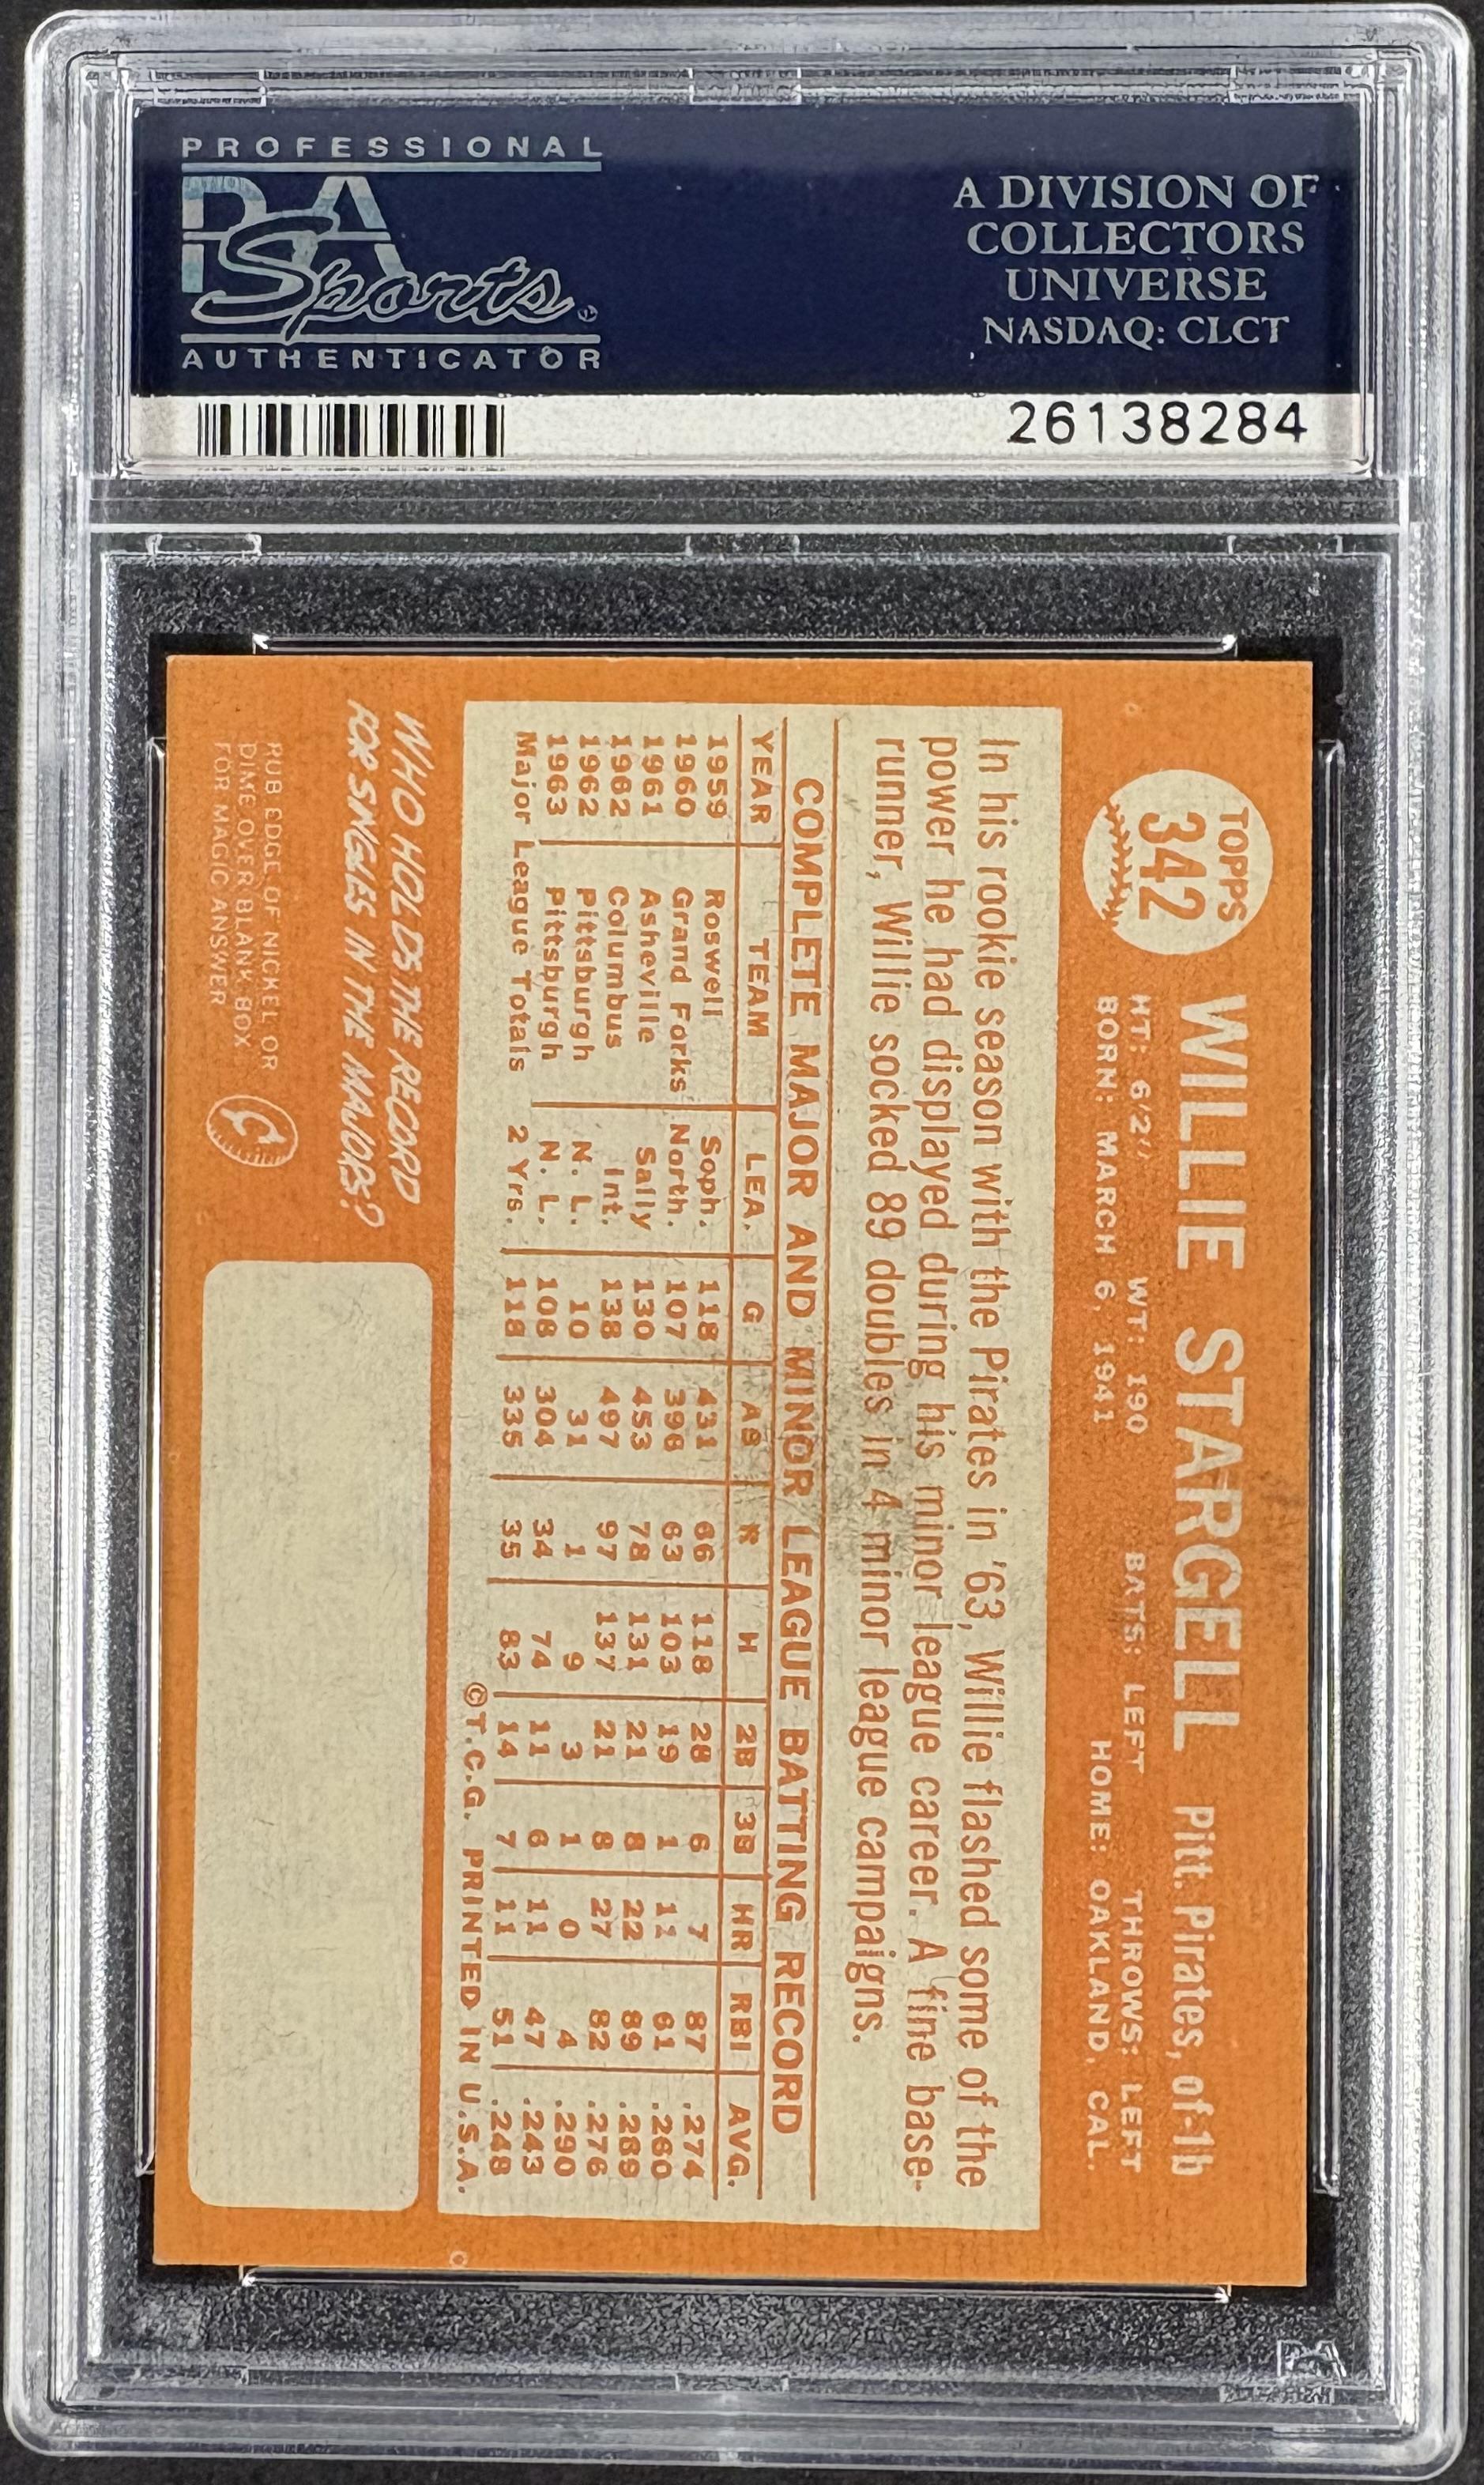 PROFESSIONAL
PSA
Sports
AUTHENTICATOR
A DIVISION OF
COLLECTORS
UNIVERSE
NASDAQ: CLCT
26138284
TOPPS
342
WILLIE STARGELL Pitt. Pirates, of-1b
HT: 6'2" WT: 190 BATS: LEFT THROWS: LEFT
BORN: MARCH 6, 1941 HOME: OAKLAND, CAL.
In his rookie season with the Pirates in '63, Willie flashed some of the
power he had displayed during his minor league career. A fine base-
runner, Willie socked 89 doubles in 4 minor league campaigns.
COMPLETE MAJOR AND MINOR LEAGUE BATTING RECORD
YEAR TEAM LEA. G AB R H 2B 3B HR RBI AVG.
1959 Roswell Soph. 118 431 66 118 28 6 7 87 .274
1960 Grand Forks North. 107 396 63 103 19 1 11 61 .260
1961 Asheville Sally 130 453 78 131 21 8 22 89 .289
1962 Columbus Int. 138 497 97 137 21 8 27 82 .276
1962 Pittsburgh N. L. 10 31 1 9 3 1 0 4 .290
1963 Pittsburgh N. L. 108 304 34 74 11 6 11 47 .243
Major League Totals 2 Yrs. 118 335 35 83 14 7 11 51 .248
©T.C.G. PRINTED IN U.S.A.
WHO HOLDS THE RECORD
FOR SINGLES IN THE MAJORS?
RUB EDGE OF NICKEL OR
DIME OVER BLANK BOX
FOR MAGIC ANSWER
¢
PSA